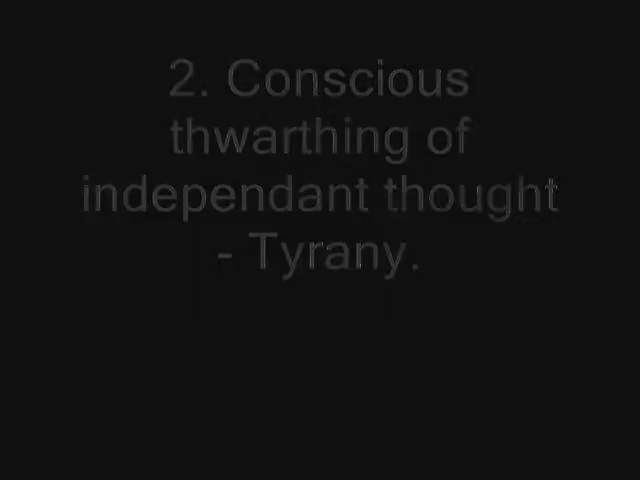 2. Conscious
thwarthing of
independant thought
- Tyrany.